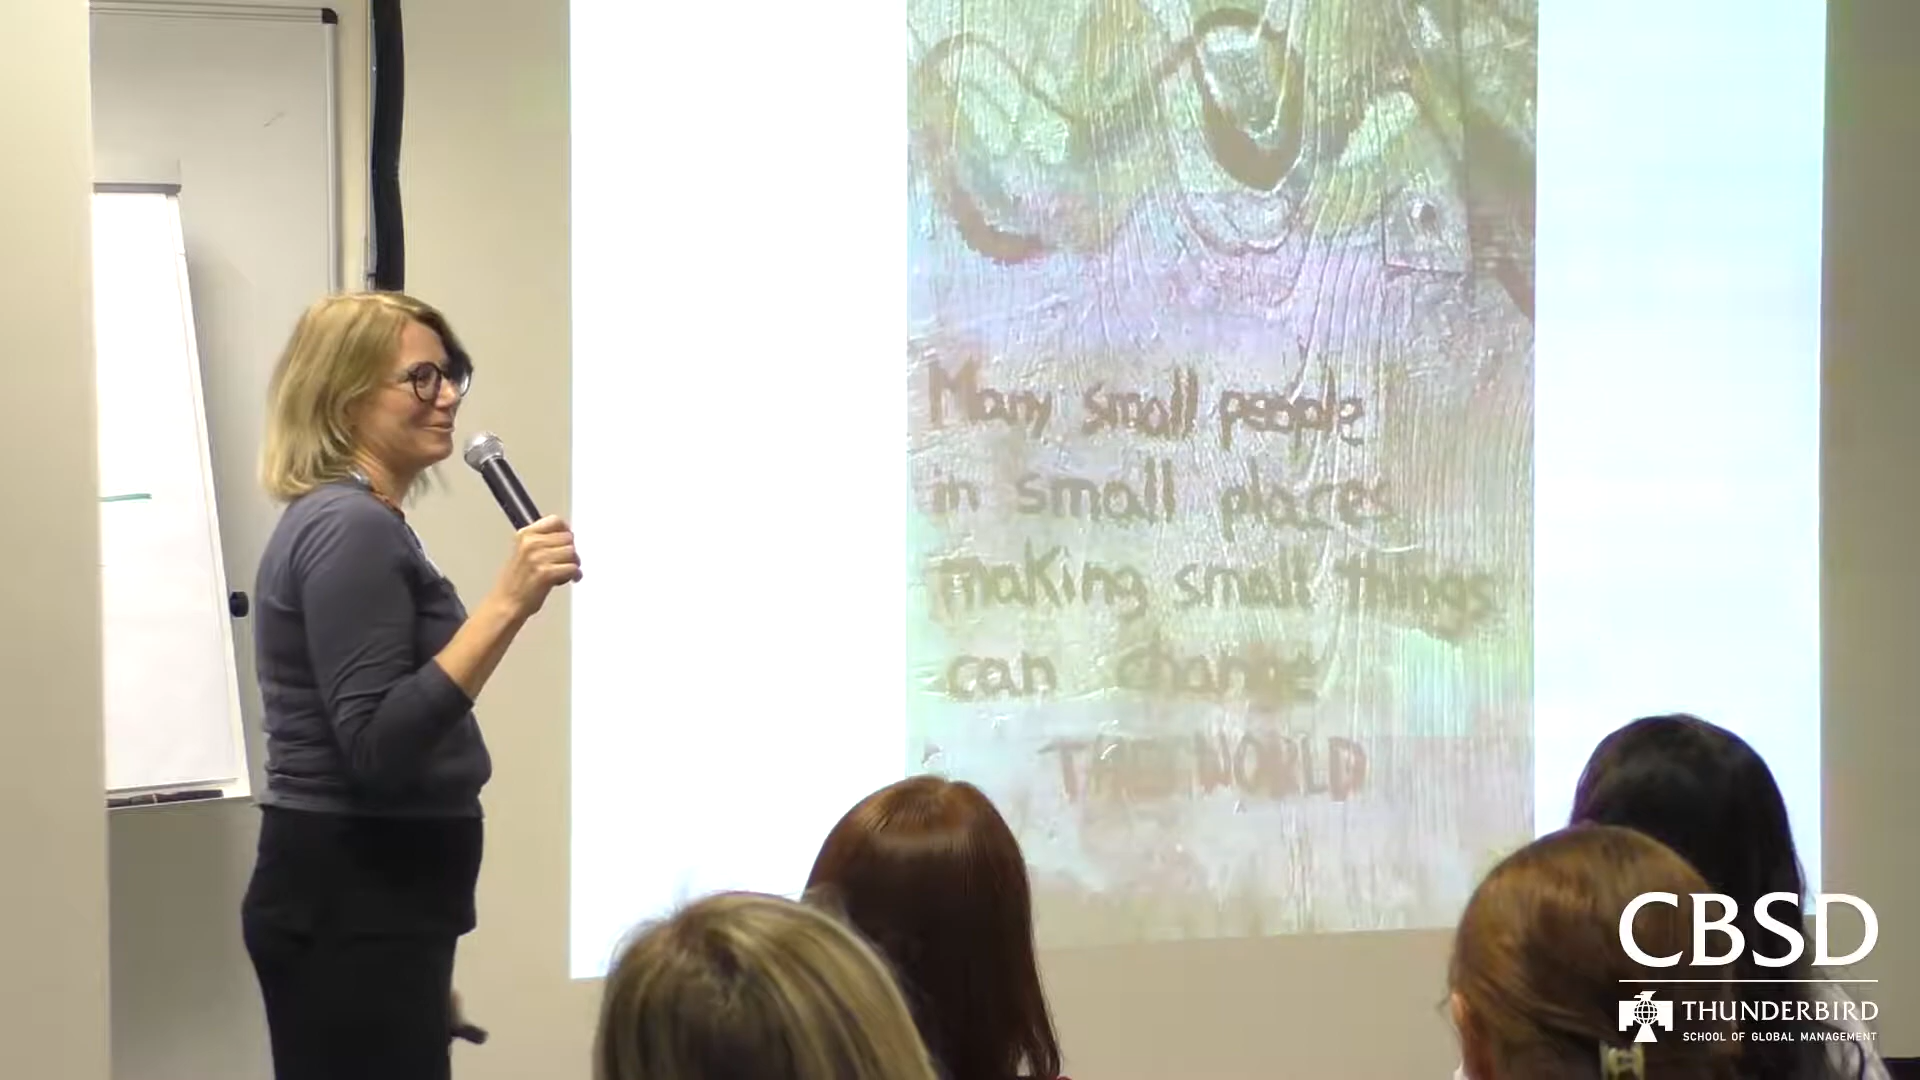 Many small people
in small places
making small things
can change
THE WORLD
CBSD
THUNDERBIRD
SCHOOL OF GLOBAL MANAGEMENT